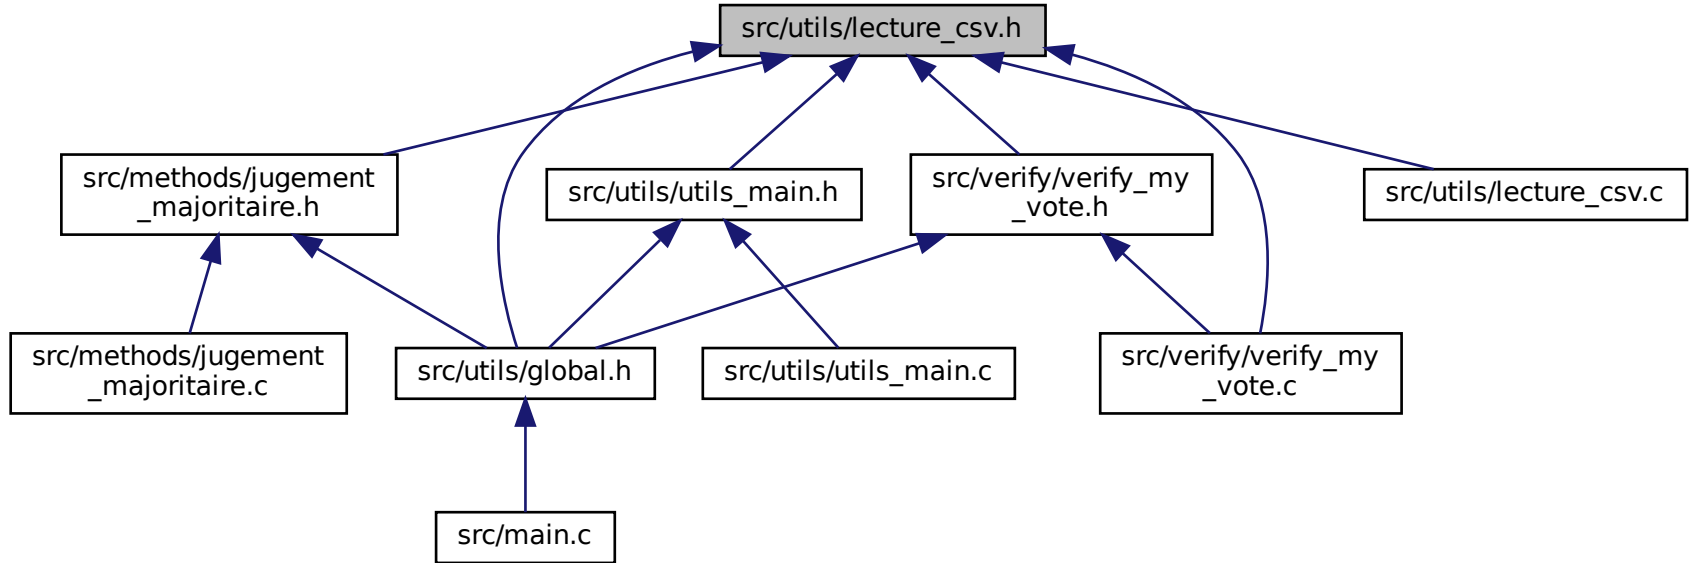 src/utils/lecture_csv.h
src/methods/jugement
_majoritaire.h
src/utils/utils_main.h
src/verify/verify_my
_vote.h
src/utils/lecture_csv.c
src/methods/jugement
_majoritaire.c
src/utils/global.h
src/utils/utils_main.c
src/verify/verify_my
_vote.c
src/main.c